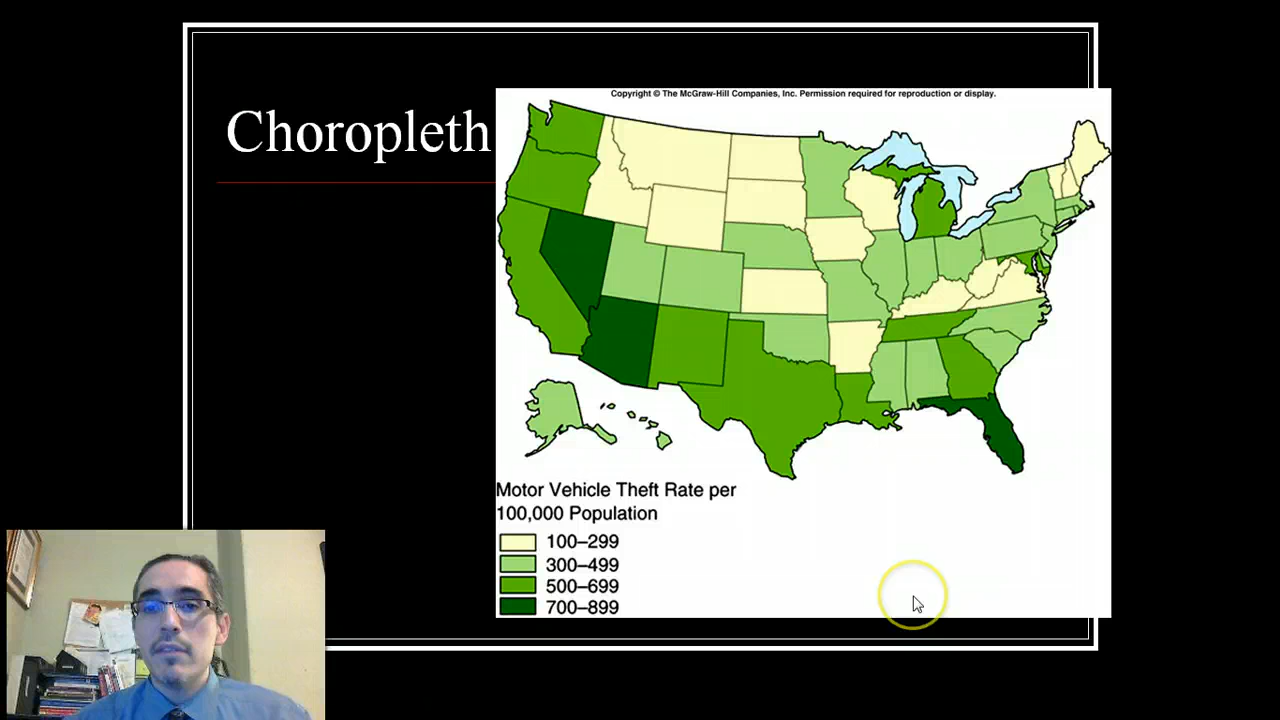 Copyright © The McGraw-Hill Companies, Inc. Permission required for reproduction or display.
Choropleth
Motor Vehicle Theft Rate per
100,000 Population
100–299
300–499
500–699
700–899